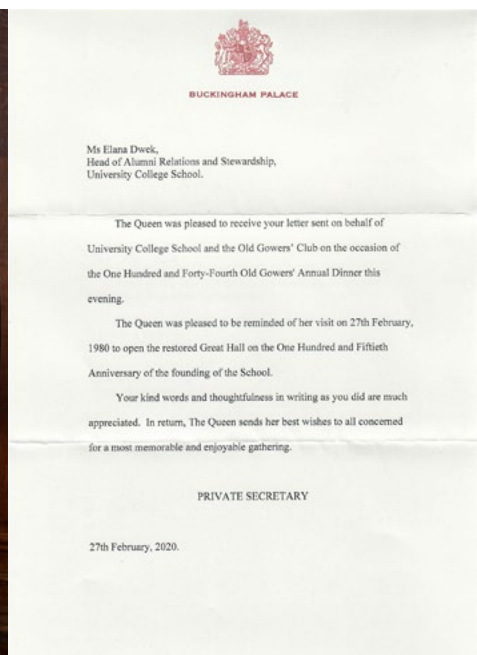 BUCKINGHAM PALACE
Ms Elana Dwek,
Head of Alumni Relations and Stewardship,
University College School.
The Queen was pleased to receive your letter sent on behalf of
University College School and the Old Gowers' Club on the occasion of
the One Hundred and Forty-Fourth Old Gowers' Annual Dinner this
evening.
The Queen was pleased to be reminded of her visit on 27th February,
1980 to open the restored Great Hall on the One Hundred and Fiftieth
Anniversary of the founding of the School.
Your kind words and thoughtfulness in writing as you did are much
appreciated. In return, The Queen sends her best wishes to all concerned
for a most memorable and enjoyable gathering.
PRIVATE SECRETARY
27th February, 2020.